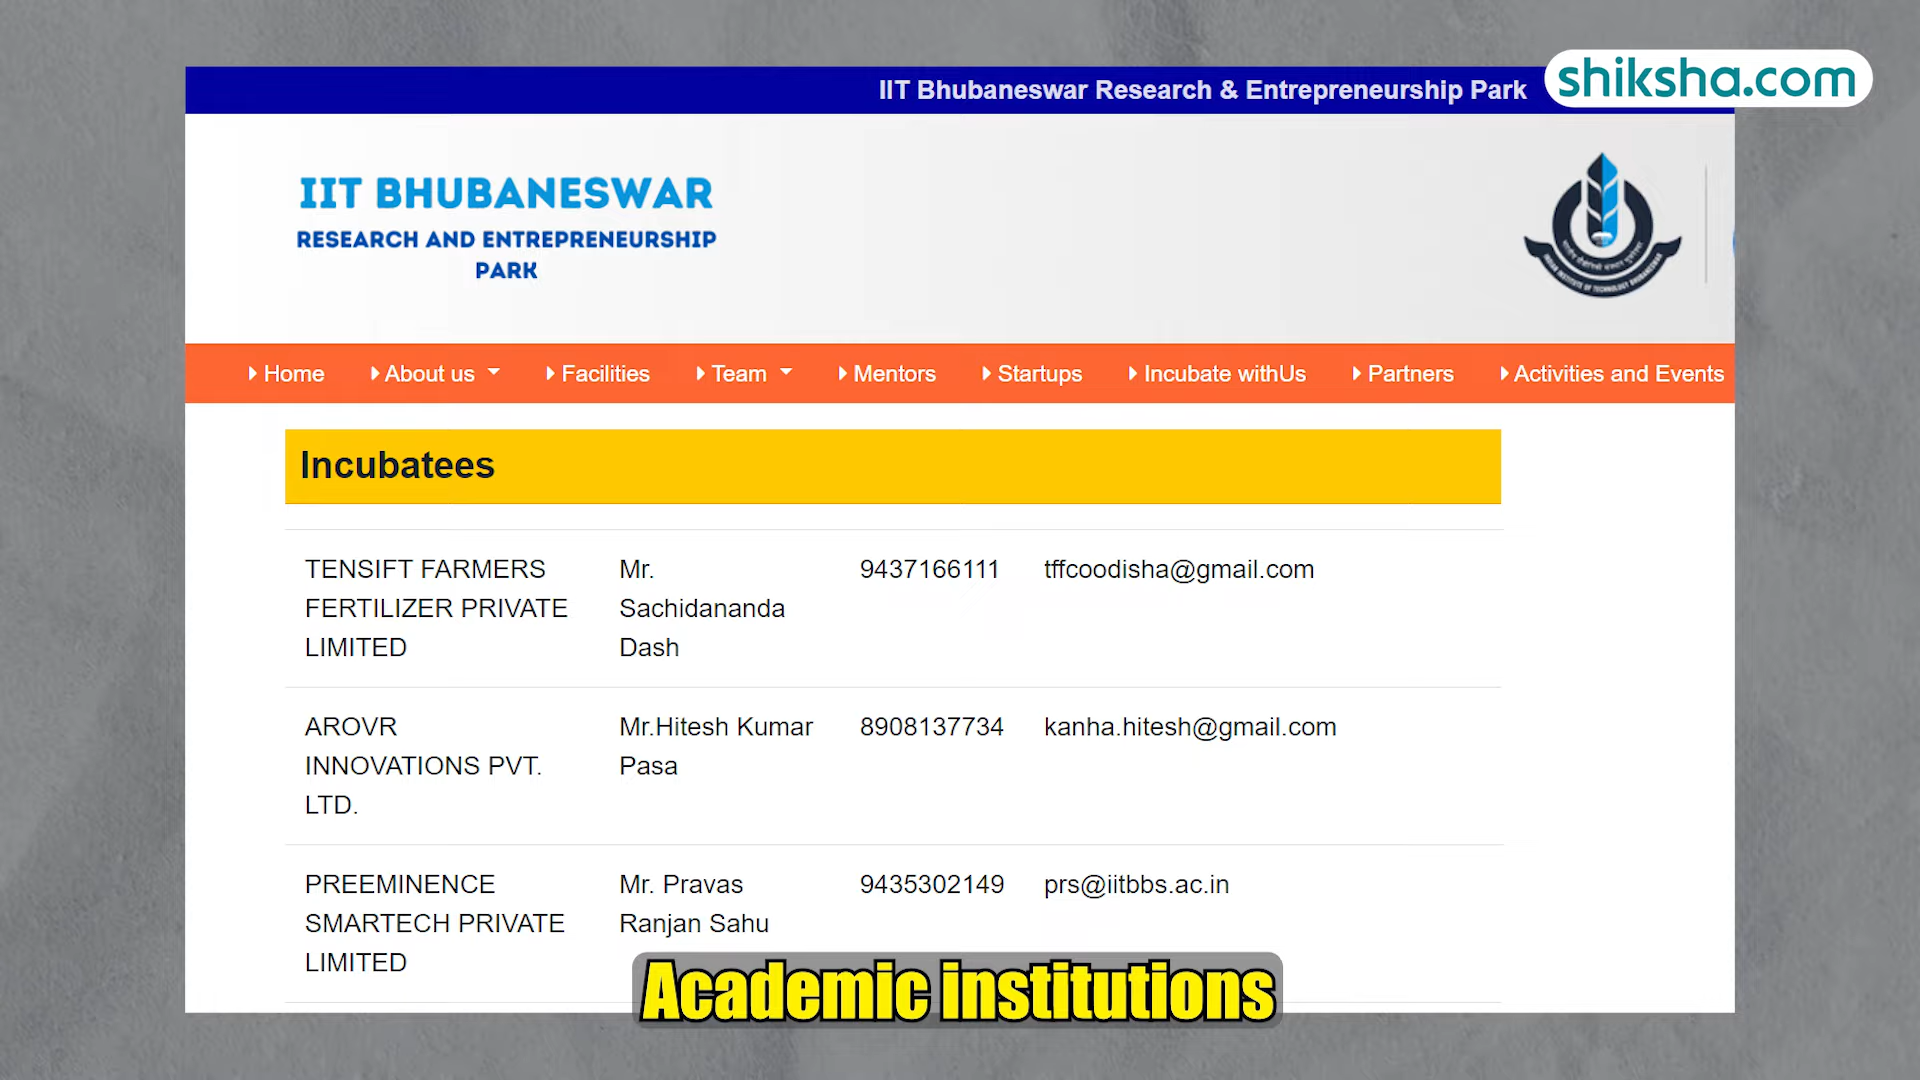 IIT Bhubaneswar Research & Entrepreneurship Park
shiksha.com
IIT BHUBANESWAR
RESEARCH AND ENTREPRENEURSHIP
PARK
Home About us Facilities Team Mentors Startups Incubate withUs Partners Activities and Events
Incubatees
TENSIFT FARMERS Mr. 9437166111 tffcoodisha@gmail.com
FERTILIZER PRIVATE Sachidananda
LIMITED Dash
AROVR Mr.Hitesh Kumar 8908137734 kanha.hitesh@gmail.com
INNOVATIONS PVT. Pasa
LTD.
PREEMINENCE Mr. Pravas 9435302149 prs@iitbbs.ac.in
SMARTECH PRIVATE Ranjan Sahu
LIMITED
Academic institutions